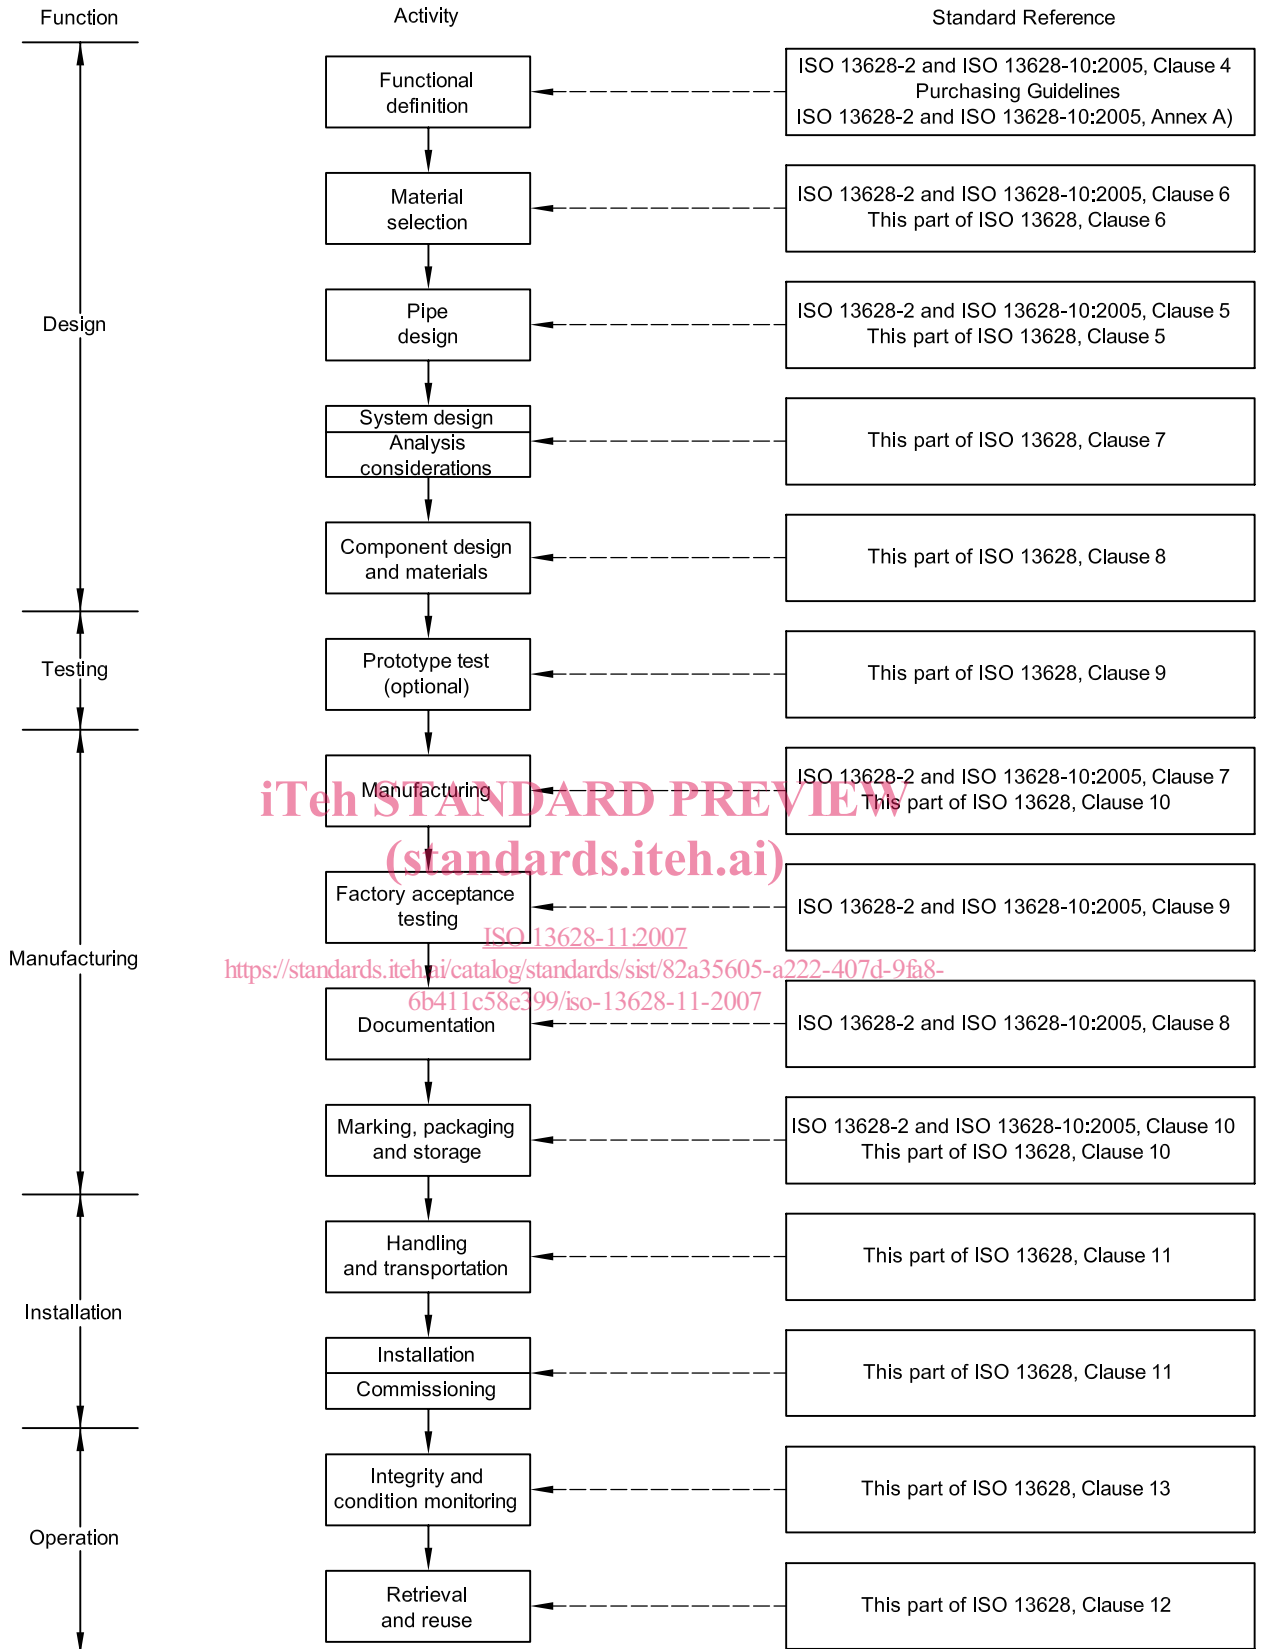 Function
Activity
Standard Reference
Functional
definition
ISO 13628-2 and ISO 13628-10:2005, Clause 4
Purchasing Guidelines
ISO 13628-2 and ISO 13628-10:2005, Annex A)
Material
selection
ISO 13628-2 and ISO 13628-10:2005, Clause 6
This part of ISO 13628, Clause 6
Design
Pipe
design
ISO 13628-2 and ISO 13628-10:2005, Clause 5
This part of ISO 13628, Clause 5
System design
Analysis
considerations
This part of ISO 13628, Clause 7
Component design
and materials
This part of ISO 13628, Clause 8
Testing
Prototype test
(optional)
This part of ISO 13628, Clause 9
Manufacturing
ISO 13628-2 and ISO 13628-10:2005, Clause 7
This part of ISO 13628, Clause 10
iTeh STANDARD PREVIEW
(standards.iteh.ai)
Factory acceptance
testing
ISO 13628-2 and ISO 13628-10:2005, Clause 9
ISO 13628-11:2007
https://standards.iteh.ai/catalog/standards/sist/82a35605-a222-407d-9fa8-
6b411c58e399/iso-13628-11-2007
Manufacturing
Documentation
ISO 13628-2 and ISO 13628-10:2005, Clause 8
Marking, packaging
and storage
ISO 13628-2 and ISO 13628-10:2005, Clause 10
This part of ISO 13628, Clause 10
Handling
and transportation
This part of ISO 13628, Clause 11
Installation
Installation
Commissioning
This part of ISO 13628, Clause 11
Integrity and
condition monitoring
This part of ISO 13628, Clause 13
Operation
Retrieval
and reuse
This part of ISO 13628, Clause 12